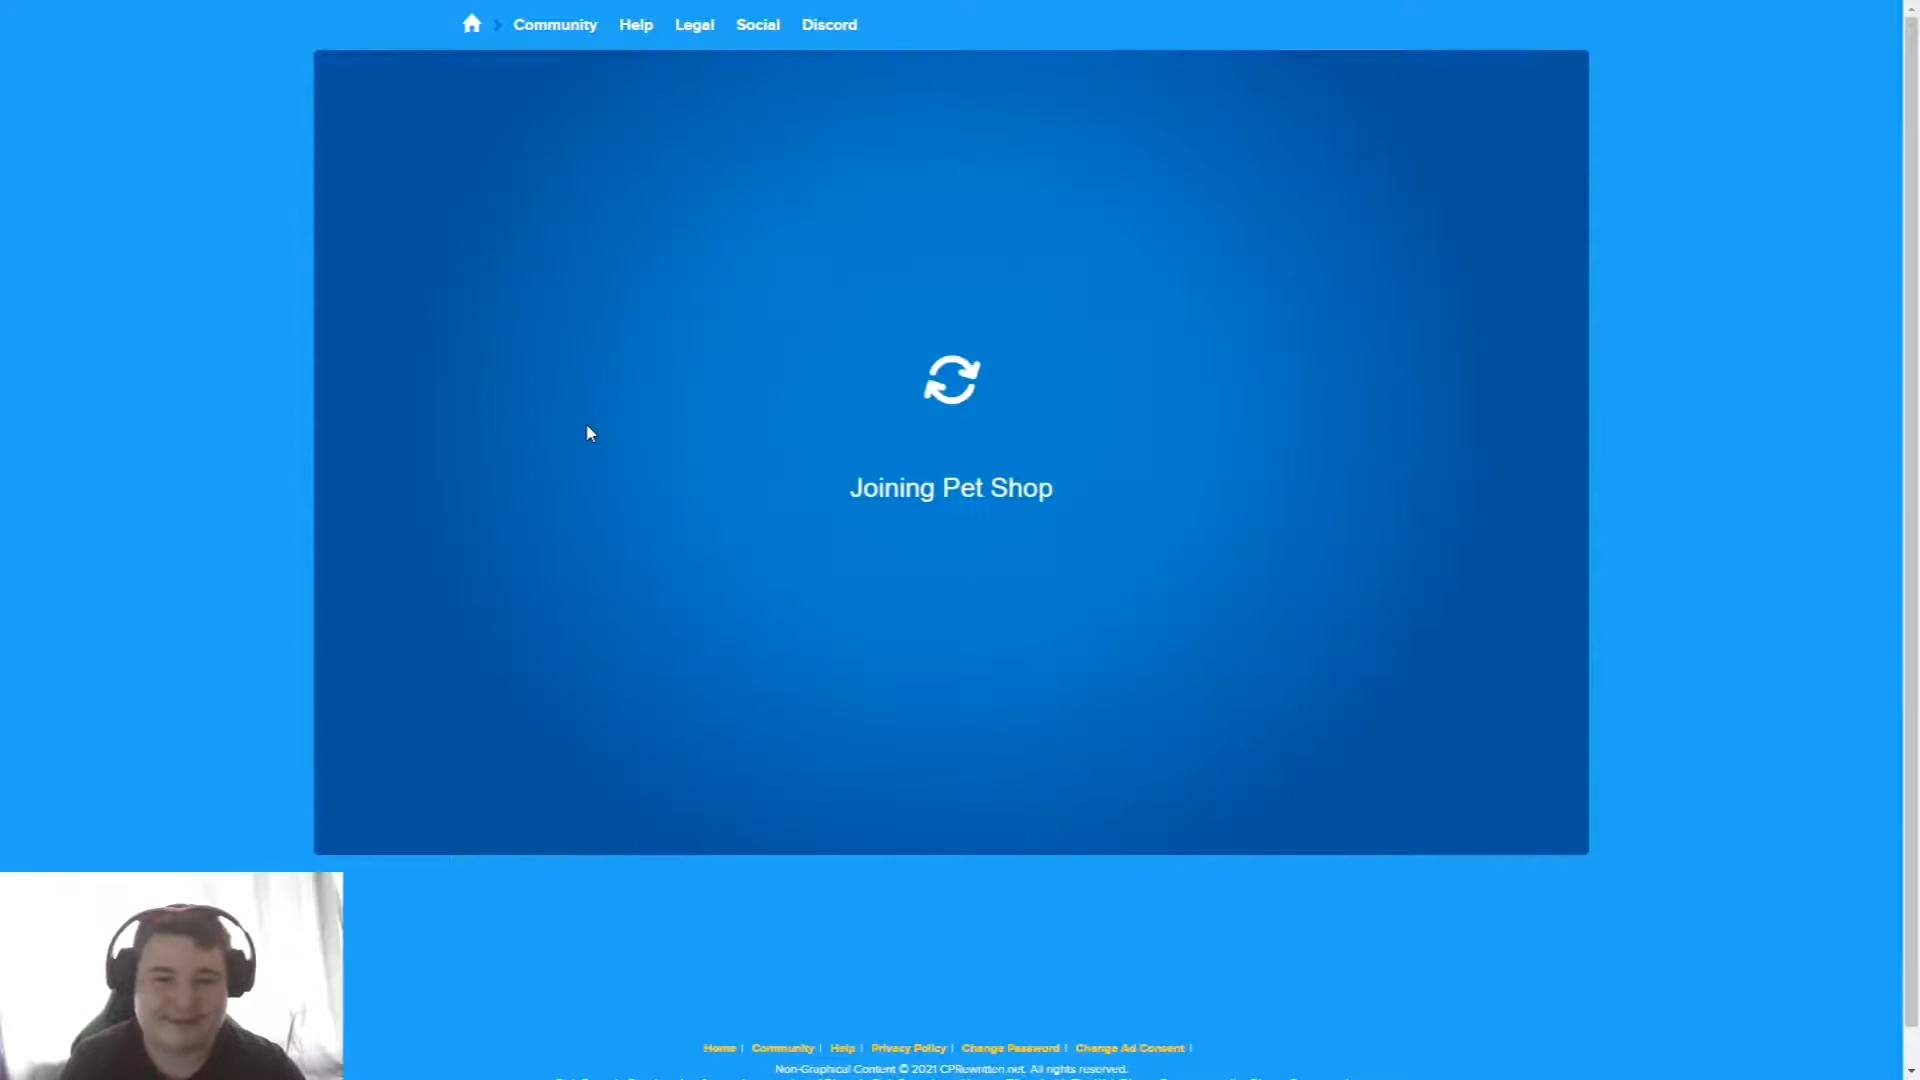 Community Help Legal Social Discord
Joining Pet Shop
Home | Community | Help | Privacy Policy | Change Password | Change Ad Consent |
Non-Graphical Content © 2021 CPRewritten.net. All rights reserved.